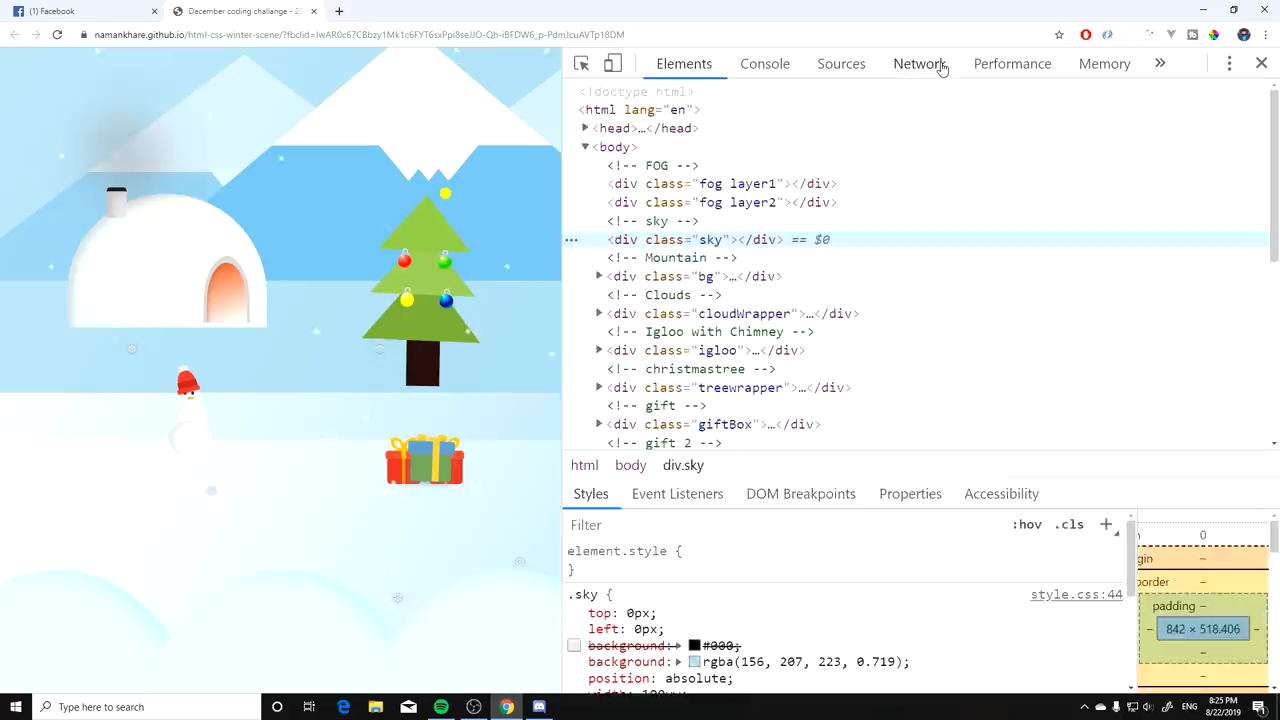 (1) Facebook
December coding challange - 20
namankhare.github.io/html-css-winter-scene/?fbclid=IwAR0c67CBbzy1Mk1c6FYT6sxPpi8seJJO-Qh-iBFDW6_p-PdmJcuAVTp18DM
Elements Console Sources Network Performance Memory »
<!doctype html>
<html lang="en">
<head>…</head>
<body>
<!-- FOG -->
<div class="fog layer1"></div>
<div class="fog layer2"></div>
<!-- sky -->
<div class="sky"></div> == $0
<!-- Mountain -->
<div class="bg">…</div>
<!-- Clouds -->
<div class="cloudWrapper">…</div>
<!-- Igloo with Chimney -->
<div class="igloo">…</div>
<!-- christmastree -->
<div class="treewrapper">…</div>
<!-- gift -->
<div class="giftBox">…</div>
<!-- gift 2 -->
html body div.sky
Styles Event Listeners DOM Breakpoints Properties Accessibility
Filter :hov .cls +
element.style {
}
.sky { style.css:44
top: 0px;
left: 0px;
background: #000;
background: rgba(156, 207, 223, 0.719);
position: absolute;
0
gin –
border –
padding –
– 842 × 518.406 –
–
–
Type here to search
8:25 PM
8/22/2019